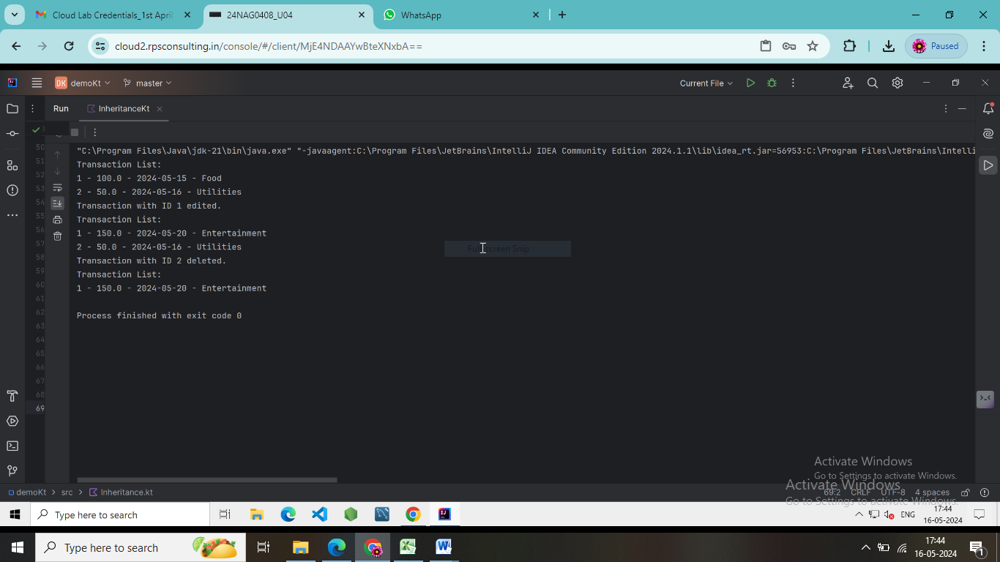 Cloud Lab Credentials_1st April
24NAG0408_U04
WhatsApp
cloud2.rpsconsulting.in/console/#/client/MjE4NDAAYwBteXNxbA==
Paused
DK demoKt
master
Current File
Run
InheritanceKt
50
51
52
53
54
55
56
57
58
59
60
61
62
63
64
65
66
67
68
69
"C:\Program Files\Java\jdk-21\bin\java.exe" "-javaagent:C:\Program Files\JetBrains\IntelliJ IDEA Community Edition 2024.1.1\lib\idea_rt.jar=56953:C:\Program Files\JetBrains\Intelli
Transaction List:
1 - 100.0 - 2024-05-15 - Food
2 - 50.0 - 2024-05-16 - Utilities
Transaction with ID 1 edited.
Transaction List:
1 - 150.0 - 2024-05-20 - Entertainment
2 - 50.0 - 2024-05-16 - Utilities
Transaction with ID 2 deleted.
Transaction List:
1 - 150.0 - 2024-05-20 - Entertainment
Process finished with exit code 0
Full-screen Snip
Activate Windows
Go to Settings to activate Windows.
Activate Windows
Go to Settings to activate Windows.
demoKt > src > Inheritance.kt
69:2 CRLF UTF-8 4 spaces
Type here to search
ENG
17:44
16-05-2024
Type here to search
17:44
16-05-2024
1